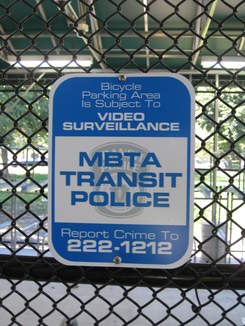 Bicycle
Parking Area
Is Subject To
VIDEO
SURVEILLANCE
MBTA
TRANSIT
POLICE
Report Crime To
222-1212